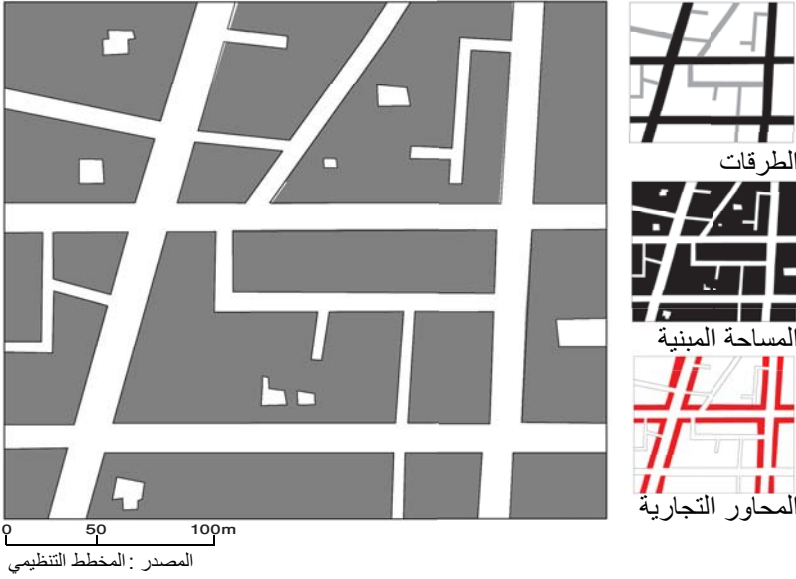 الطرقات
المساحة المبنية
المحاور التجارية
0 50 100m
المصدر : المخطط التنظيمي